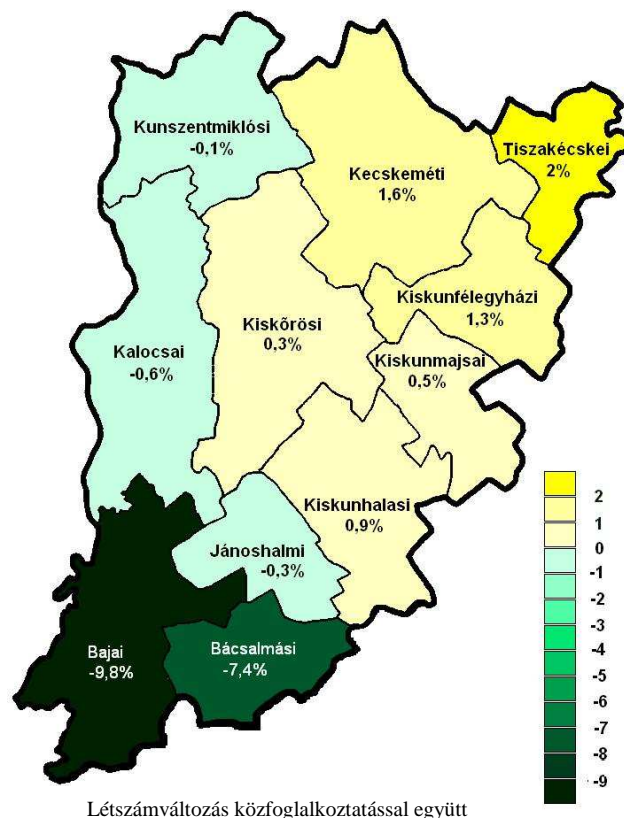 Kunszentmiklósi
-0,1%
Tiszakécskei
2%
Kecskeméti
1,6%
Kiskunfélegyházi
1,3%
Kiskõrösi
0,3%
Kiskunmajsai
0,5%
Kalocsai
-0,6%
Kiskunhalasi
0,9%
Jánoshalmi
-0,3%
Bajai
-9,8%
Bácsalmási
-7,4%
2
1
0
-1
-2
-3
-4
-5
-6
-7
-8
-9
Létszámváltozás közfoglalkoztatással együtt